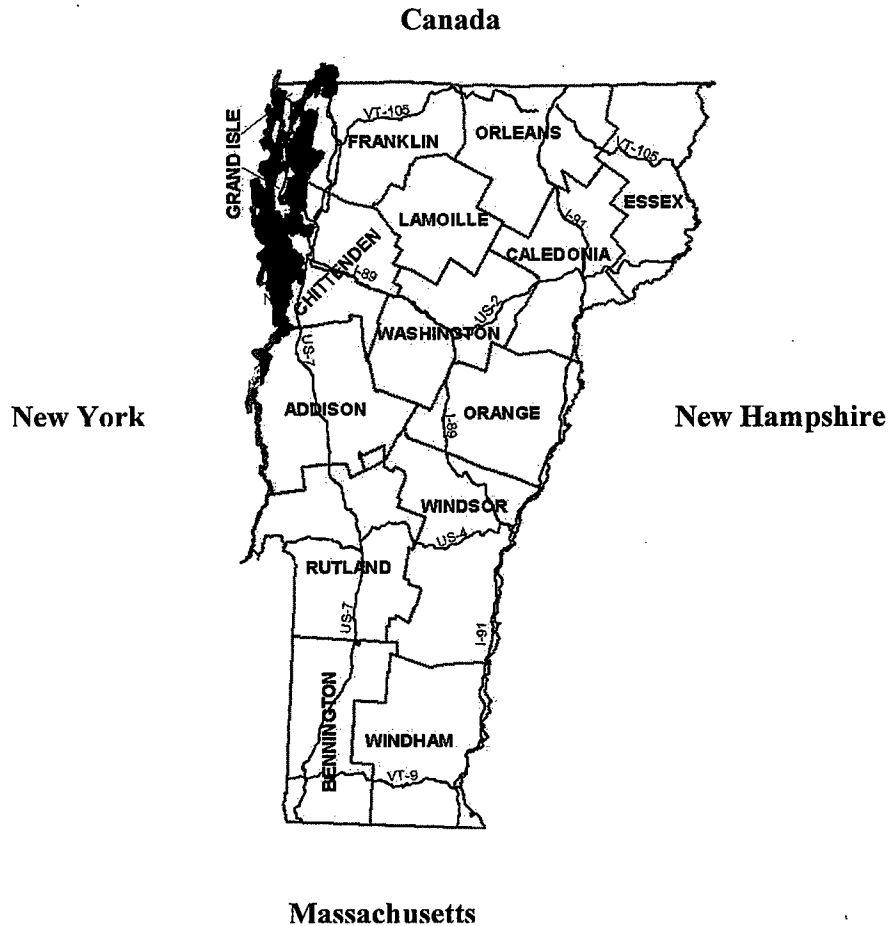 Canada
GRAND ISLE
VT-105
FRANKLIN
ORLEANS
VT-105
ESSEX
LAMOILLE
I-91
CALEDONIA
CHITTENDEN
I-89
US-2
WASHINGTON
US-7
New York
ADDISON
I-89
ORANGE
New Hampshire
WINDSOR
US-4
RUTLAND
US-7
I-91
BENNINGTON
WINDHAM
VT-9
Massachusetts